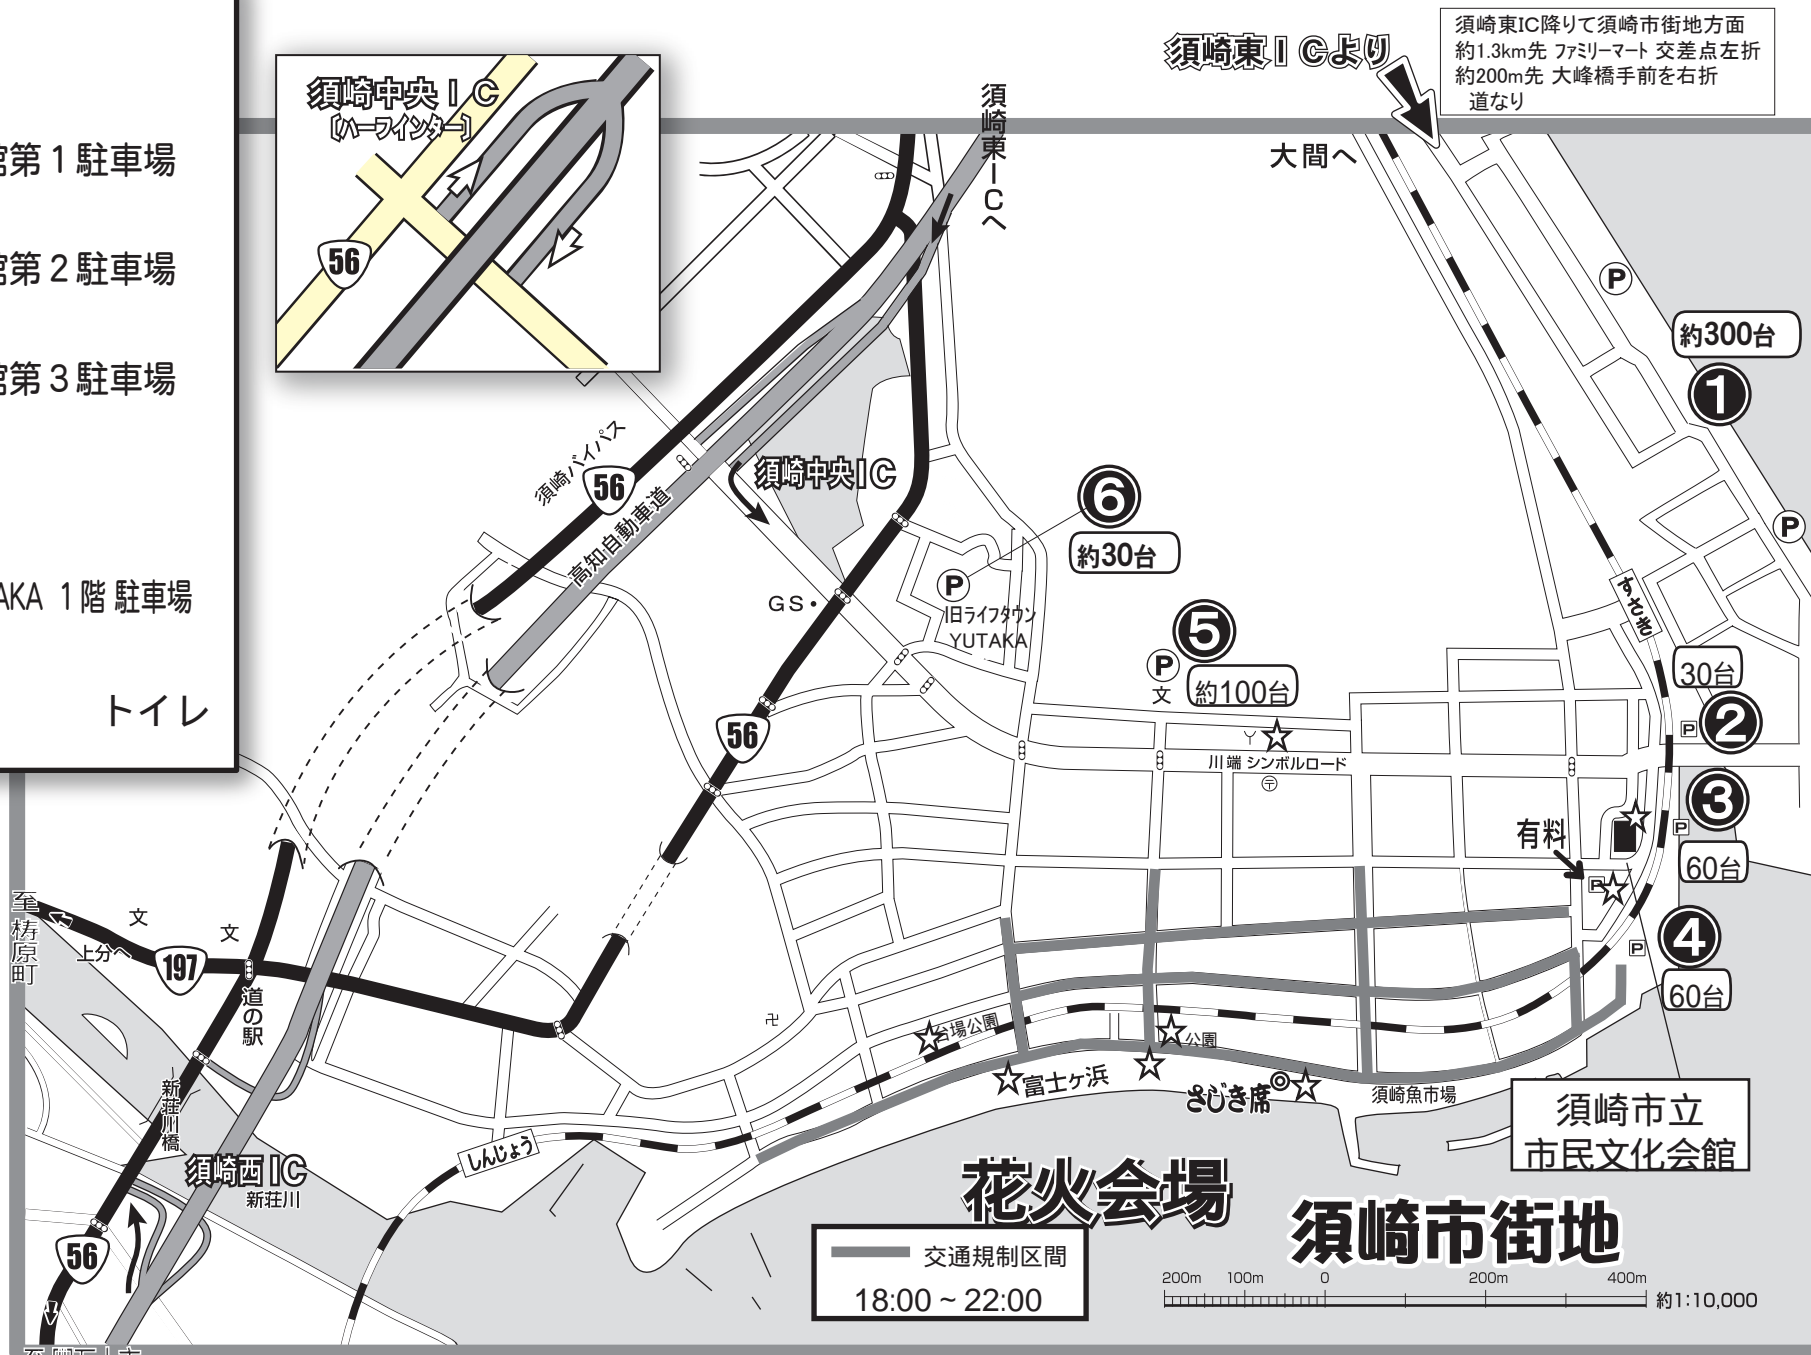 須崎東ICより
須崎東IC降りて須崎市街地方面
約1.3km先 ファミリーマート 交差点左折
約200m先 大峰橋手前を右折
道なり
須崎中央IC
[ハーフインター]
56
須崎東ICへ
大間へ
館第1駐車場
館第2駐車場
館第3駐車場
AKA 1階 駐車場
トイレ
P
約300台
1
須崎バイパス
56
高知自動車道
須崎中央IC
6
約30台
P
P
旧ライフタウン
YUTAKA
GS
すさき
5
P
文
約100台
30台
P
2
56
川端 シンボルロード
〒
3
P
60台
有料
P
4
P
60台
至梼原町
文
文
上分へ
197
道の駅
卍
台場公園
公園
富士ヶ浜
さじき席
須崎魚市場
新荘川橋
しんじょう
須崎西IC
新荘川
56
須崎市立
市民文化会館
花火会場
須崎市街地
交通規制区間
18:00 ~ 22:00
200m 100m 0 200m 400m
約1:10,000